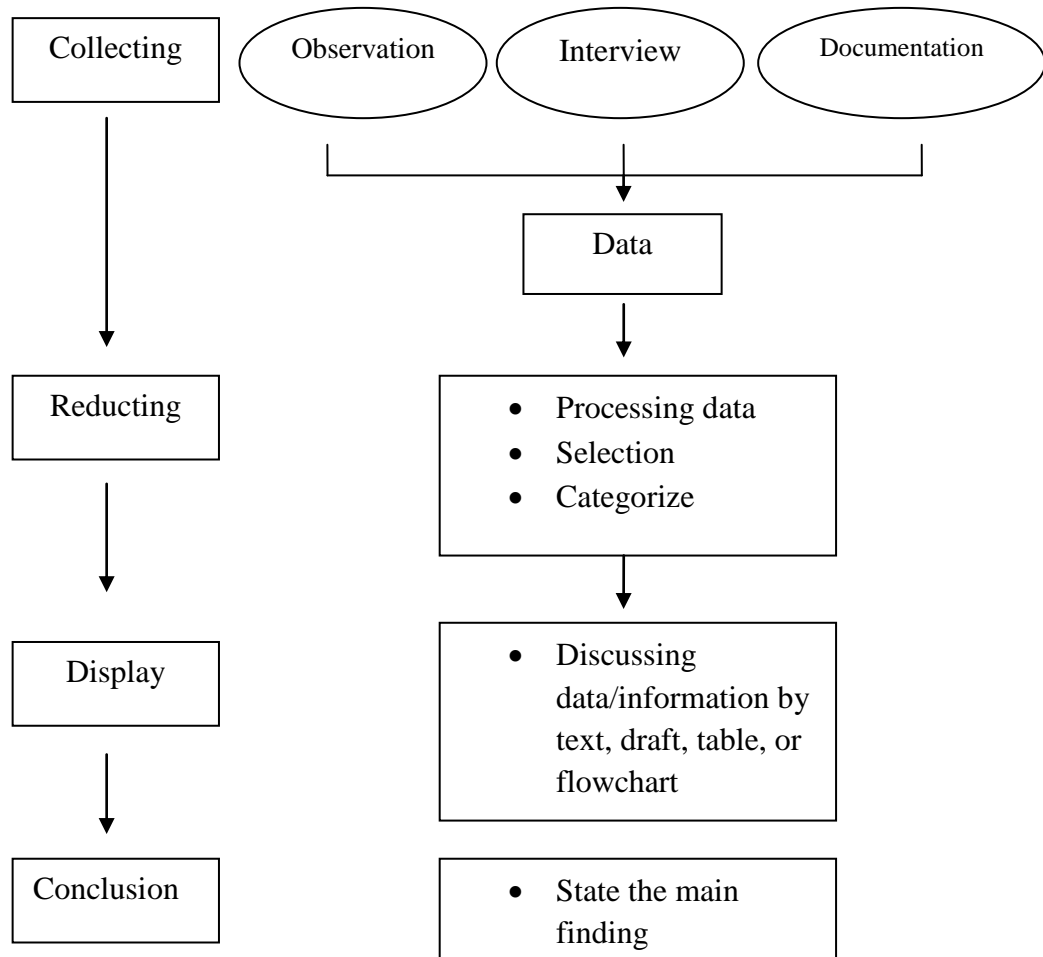 Collecting
Observation
Interview
Documentation
Data
Reducting
• Processing data
• Selection
• Categorize
Display
• Discussing
data/information by
text, draft, table, or
flowchart
Conclusion
• State the main
finding